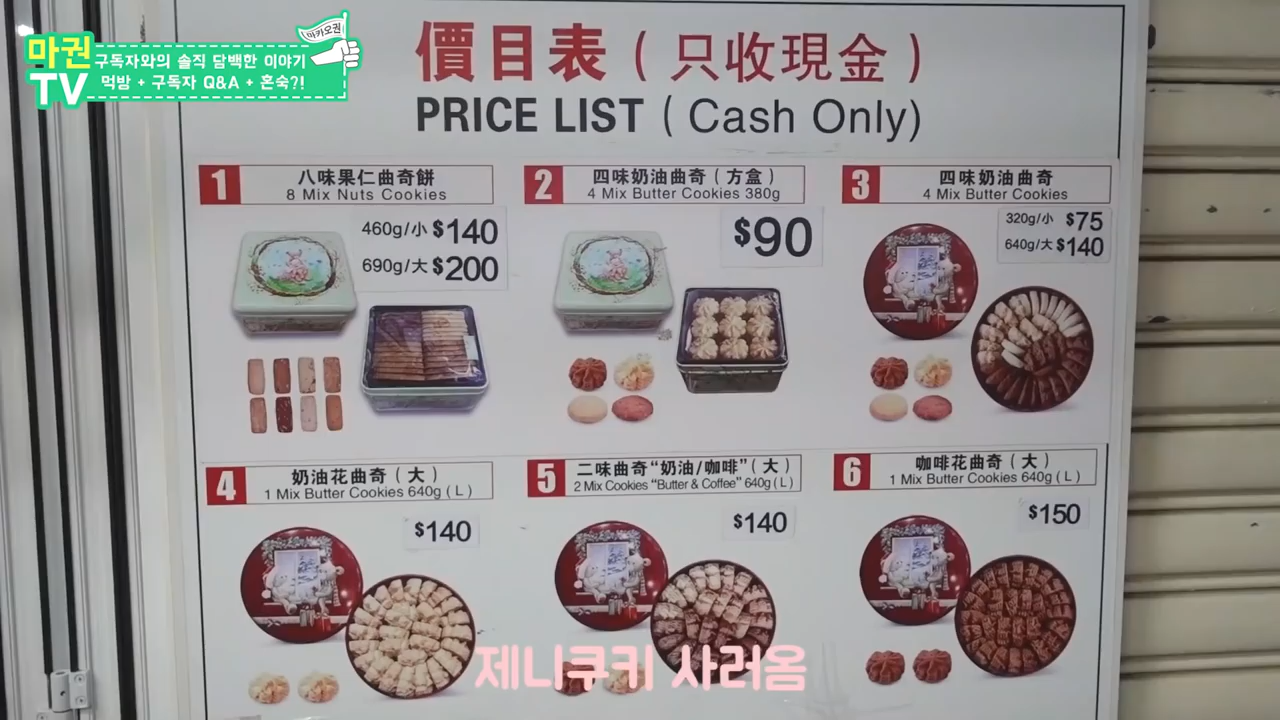 마카오권
마권
TV
구독자와의 솔직 담백한 이야기
먹방 + 구독자 Q&A + 혼숙?!
價目表 ( 只收現金 )
PRICE LIST ( Cash Only)
1
八味果仁曲奇餅
8 Mix Nuts Cookies
460g/小 $140
690g/大 $200
2
四味奶油曲奇 ( 方盒 )
4 Mix Butter Cookies 380g
$90
3
四味奶油曲奇
4 Mix Butter Cookies
320g/小 $75
640g/大 $140
4
奶油花曲奇 ( 大 )
1 Mix Butter Cookies 640g ( L )
$140
5
二味曲奇“奶油/咖啡” ( 大 )
2 Mix Cookies “Butter & Coffee” 640g ( L )
$140
6
咖啡花曲奇 ( 大 )
1 Mix Butter Cookies 640g ( L )
$150
제니쿠키 사러옴